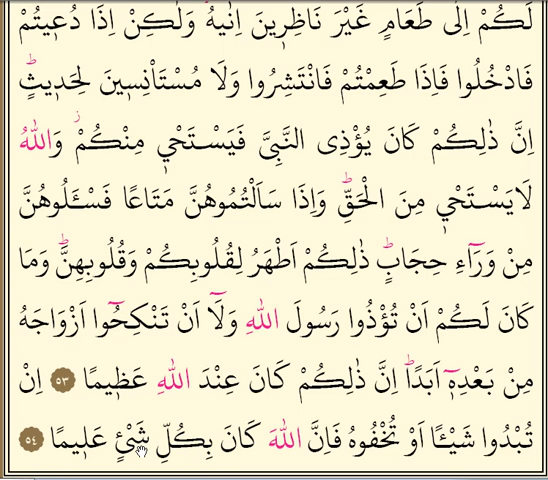 لَكُمْ اِلٰى طَعَامٍ غَيْرَ نَاظِرٖينَ اِنٰيهُ وَلٰكِنْ اِذَا دُعٖيتُمْ
فَادْخُلُوا فَاِذَا طَعِمْتُمْ فَانْتَشِرُوا وَلَا مُسْتَاْنِسٖينَ لِحَدٖيثٍؕ
اِنَّ ذٰلِكُمْ كَانَ يُؤْذِى النَّبِىَّ فَيَسْتَحْيٖ مِنْكُمْؗ وَاللّٰهُ
لَا يَسْتَحْيٖ مِنَ الْحَقِّؕ وَاِذَا سَاَلْتُمُوهُنَّ مَتَاعًا فَسْـَٔلُوهُنَّ
مِنْ وَرَٓاءِ حِجَابٍؕ ذٰلِكُمْ اَطْهَرُ لِقُلُوبِكُمْ وَقُلُوبِهِنَّؕ وَمَا
كَانَ لَكُمْ اَنْ تُؤْذُوا رَسُولَ اللّٰهِ وَلَٓا اَنْ تَنْكِحُٓوا اَزْوَاجَهُ
مِنْ بَعْدِهٖٓ اَبَدًاؕ اِنَّ ذٰلِكُمْ كَانَ عِنْدَ اللّٰهِ عَظٖيمًا ٥٣ اِنْ
تُبْدُوا شَيْـًٔا اَوْ تُخْفُوهُ فَاِنَّ اللّٰهَ كَانَ بِكُلِّ شَىْءٍ عَلٖيمًا ٥٤